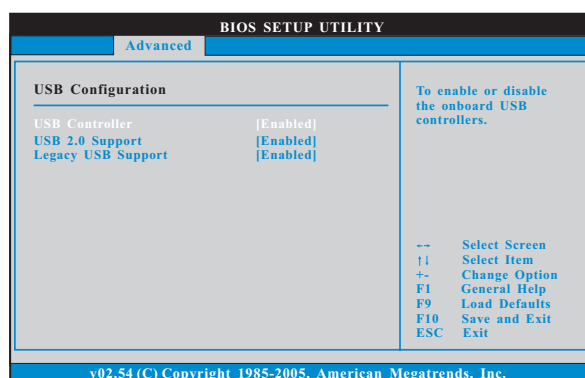 BIOS SETUP UTILITY
Advanced
USB Configuration
USB Controller [Enabled]
USB 2.0 Support [Enabled]
Legacy USB Support [Enabled]
To enable or disable
the onboard USB
controllers.
←→ Select Screen
↑↓ Select Item
+- Change Option
F1 General Help
F9 Load Defaults
F10 Save and Exit
ESC Exit
v02.54 (C) Copyright 1985-2005, American Megatrends, Inc.